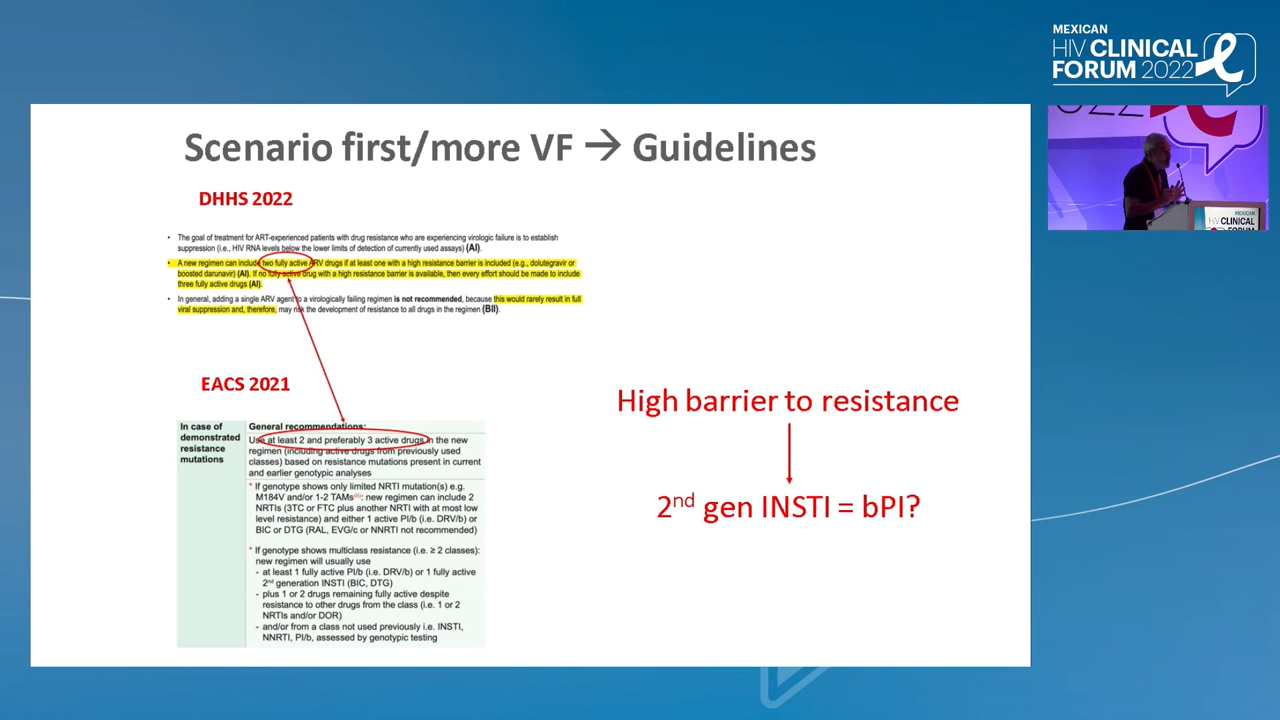 MEXICAN
HIV CLINICAL
FORUM 2022
Scenario first/more VF → Guidelines
DHHS 2022
• The goal of treatment for ART-experienced patients with drug resistance who are experiencing virologic failure is to establish
suppression (i.e., HIV RNA levels below the lower limits of detection of currently used assays) (AI).
• A new regimen can include two fully active ARV drugs if at least one with a high resistance barrier is included (e.g., dolutegravir or
boosted darunavir) (AI). If no fully active drug with a high resistance barrier is available, then every effort should be made to include
three fully active drugs (AI).
• In general, adding a single ARV agent to a virologically failing regimen is not recommended, because this would rarely result in full
viral suppression and, therefore, may risk the development of resistance to all drugs in the regimen (BII).
EACS 2021
In case of
demonstrated
resistance
mutations
General recommendations:
Use at least 2 and preferably 3 active drugs in the new
regimen (including active drugs from previously used
classes) based on resistance mutations present in current
and earlier genotypic analyses
* If genotype shows only limited NRTI mutation(s) e.g.
M184V and/or 1-2 TAMs: new regimen can include 2
NRTIs (3TC or FTC plus another NRTI with at most low
level resistance) and either 1 active PI/b (i.e. DRV/b) or
BIC or DTG (RAL, EVG/c or NNRTI not recommended)
* If genotype shows multiclass resistance (i.e. ≥ 2 classes):
new regimen will usually use
- at least 1 fully active PI/b (i.e. DRV/b) or 1 fully active
2nd generation INSTI (BIC, DTG)
- plus 1 or 2 drugs remaining fully active despite
resistance to other drugs from the class (i.e. 1 or 2
NRTIs and/or DOR)
- and/or from a class not used previously i.e. INSTI,
NNRTI, PI/b, assessed by genotypic testing
High barrier to resistance
2nd gen INSTI = bPI?
2022
MEXICAN
HIV CLINICAL
FORUM